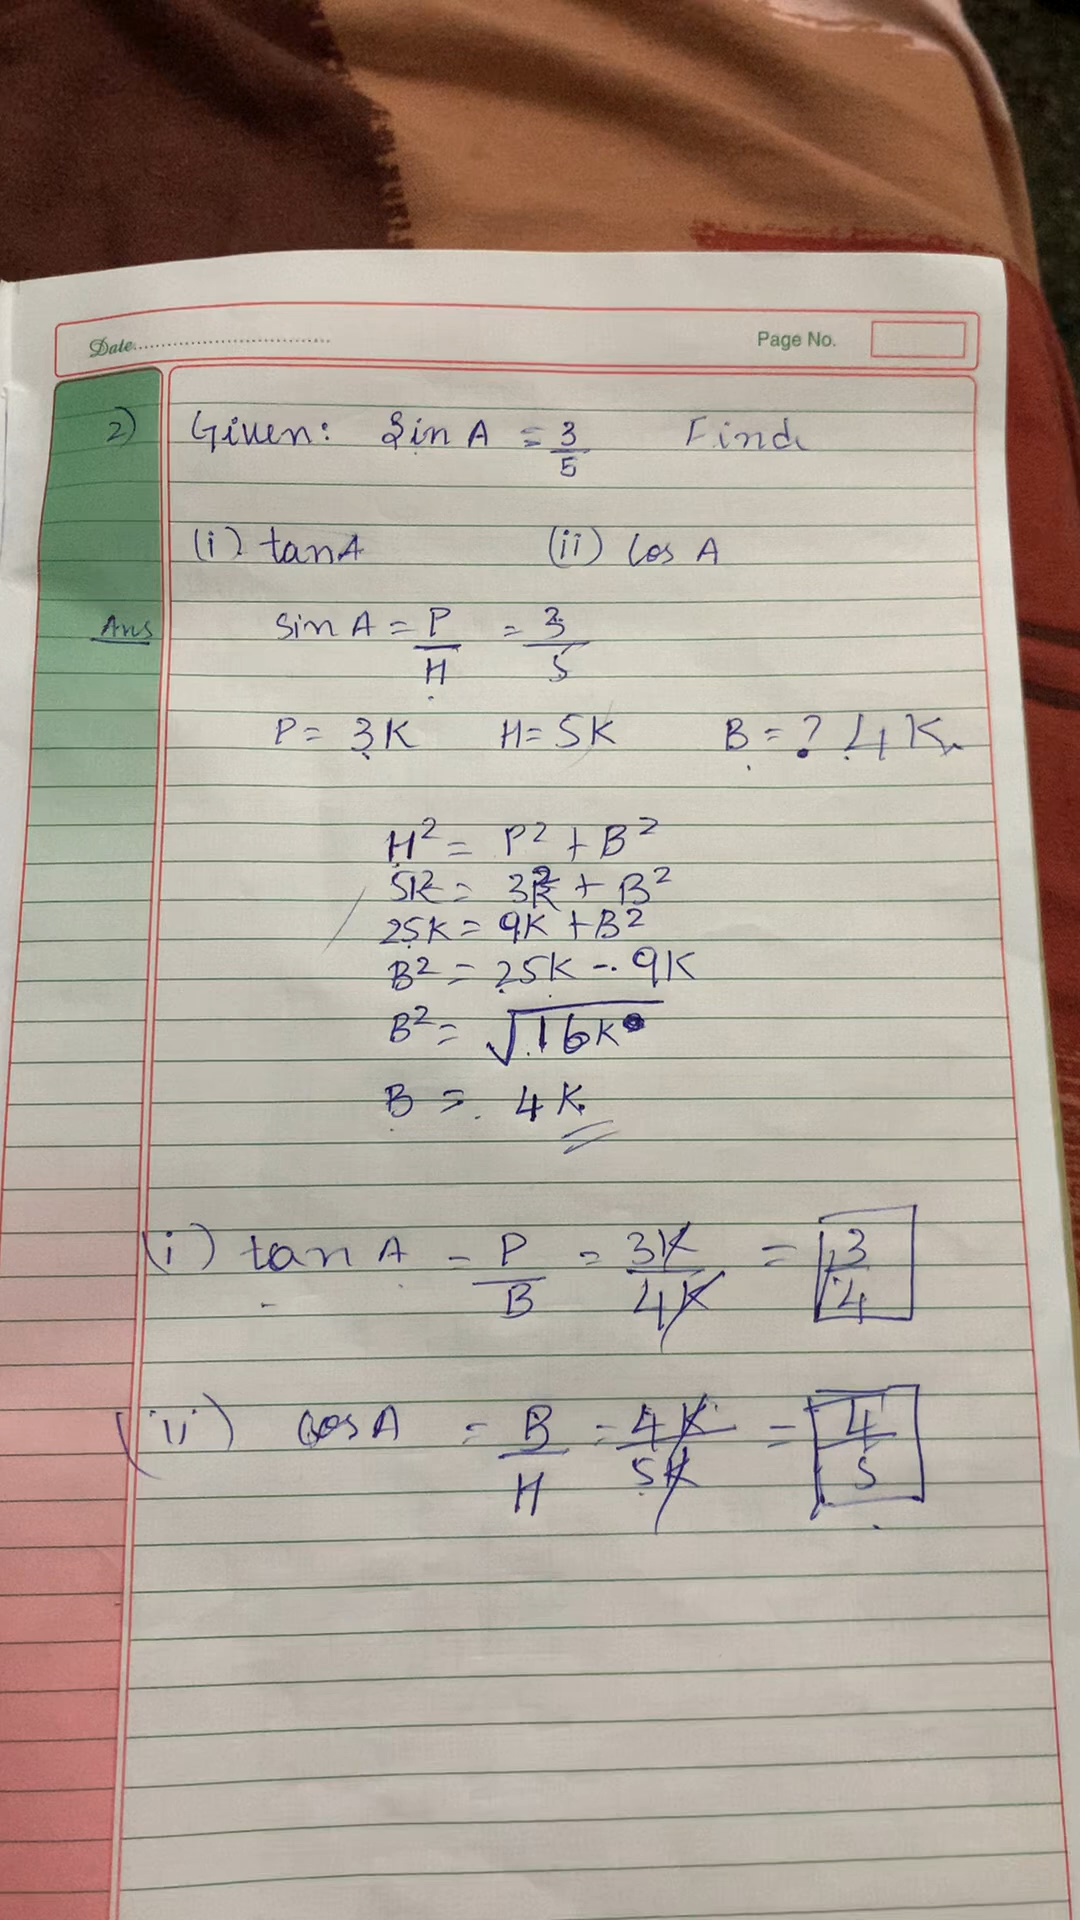 Date
Page No.
2) Given: Sin A = 3/5 Find
(i) tanA (ii) Cos A
Ans Sin A = P/H = 3/5
P = 3K H = 5K B = ? 4K
H² = P² + B²
5K² = 3K² + B²
25K = 9K + B²
B² = 25K - 9K
B² = √16K
B = 4K
(i) tan A = P/B = 3K/4K = 3/4
(ii) Cos A = B/H = 4K/5K = 4/5